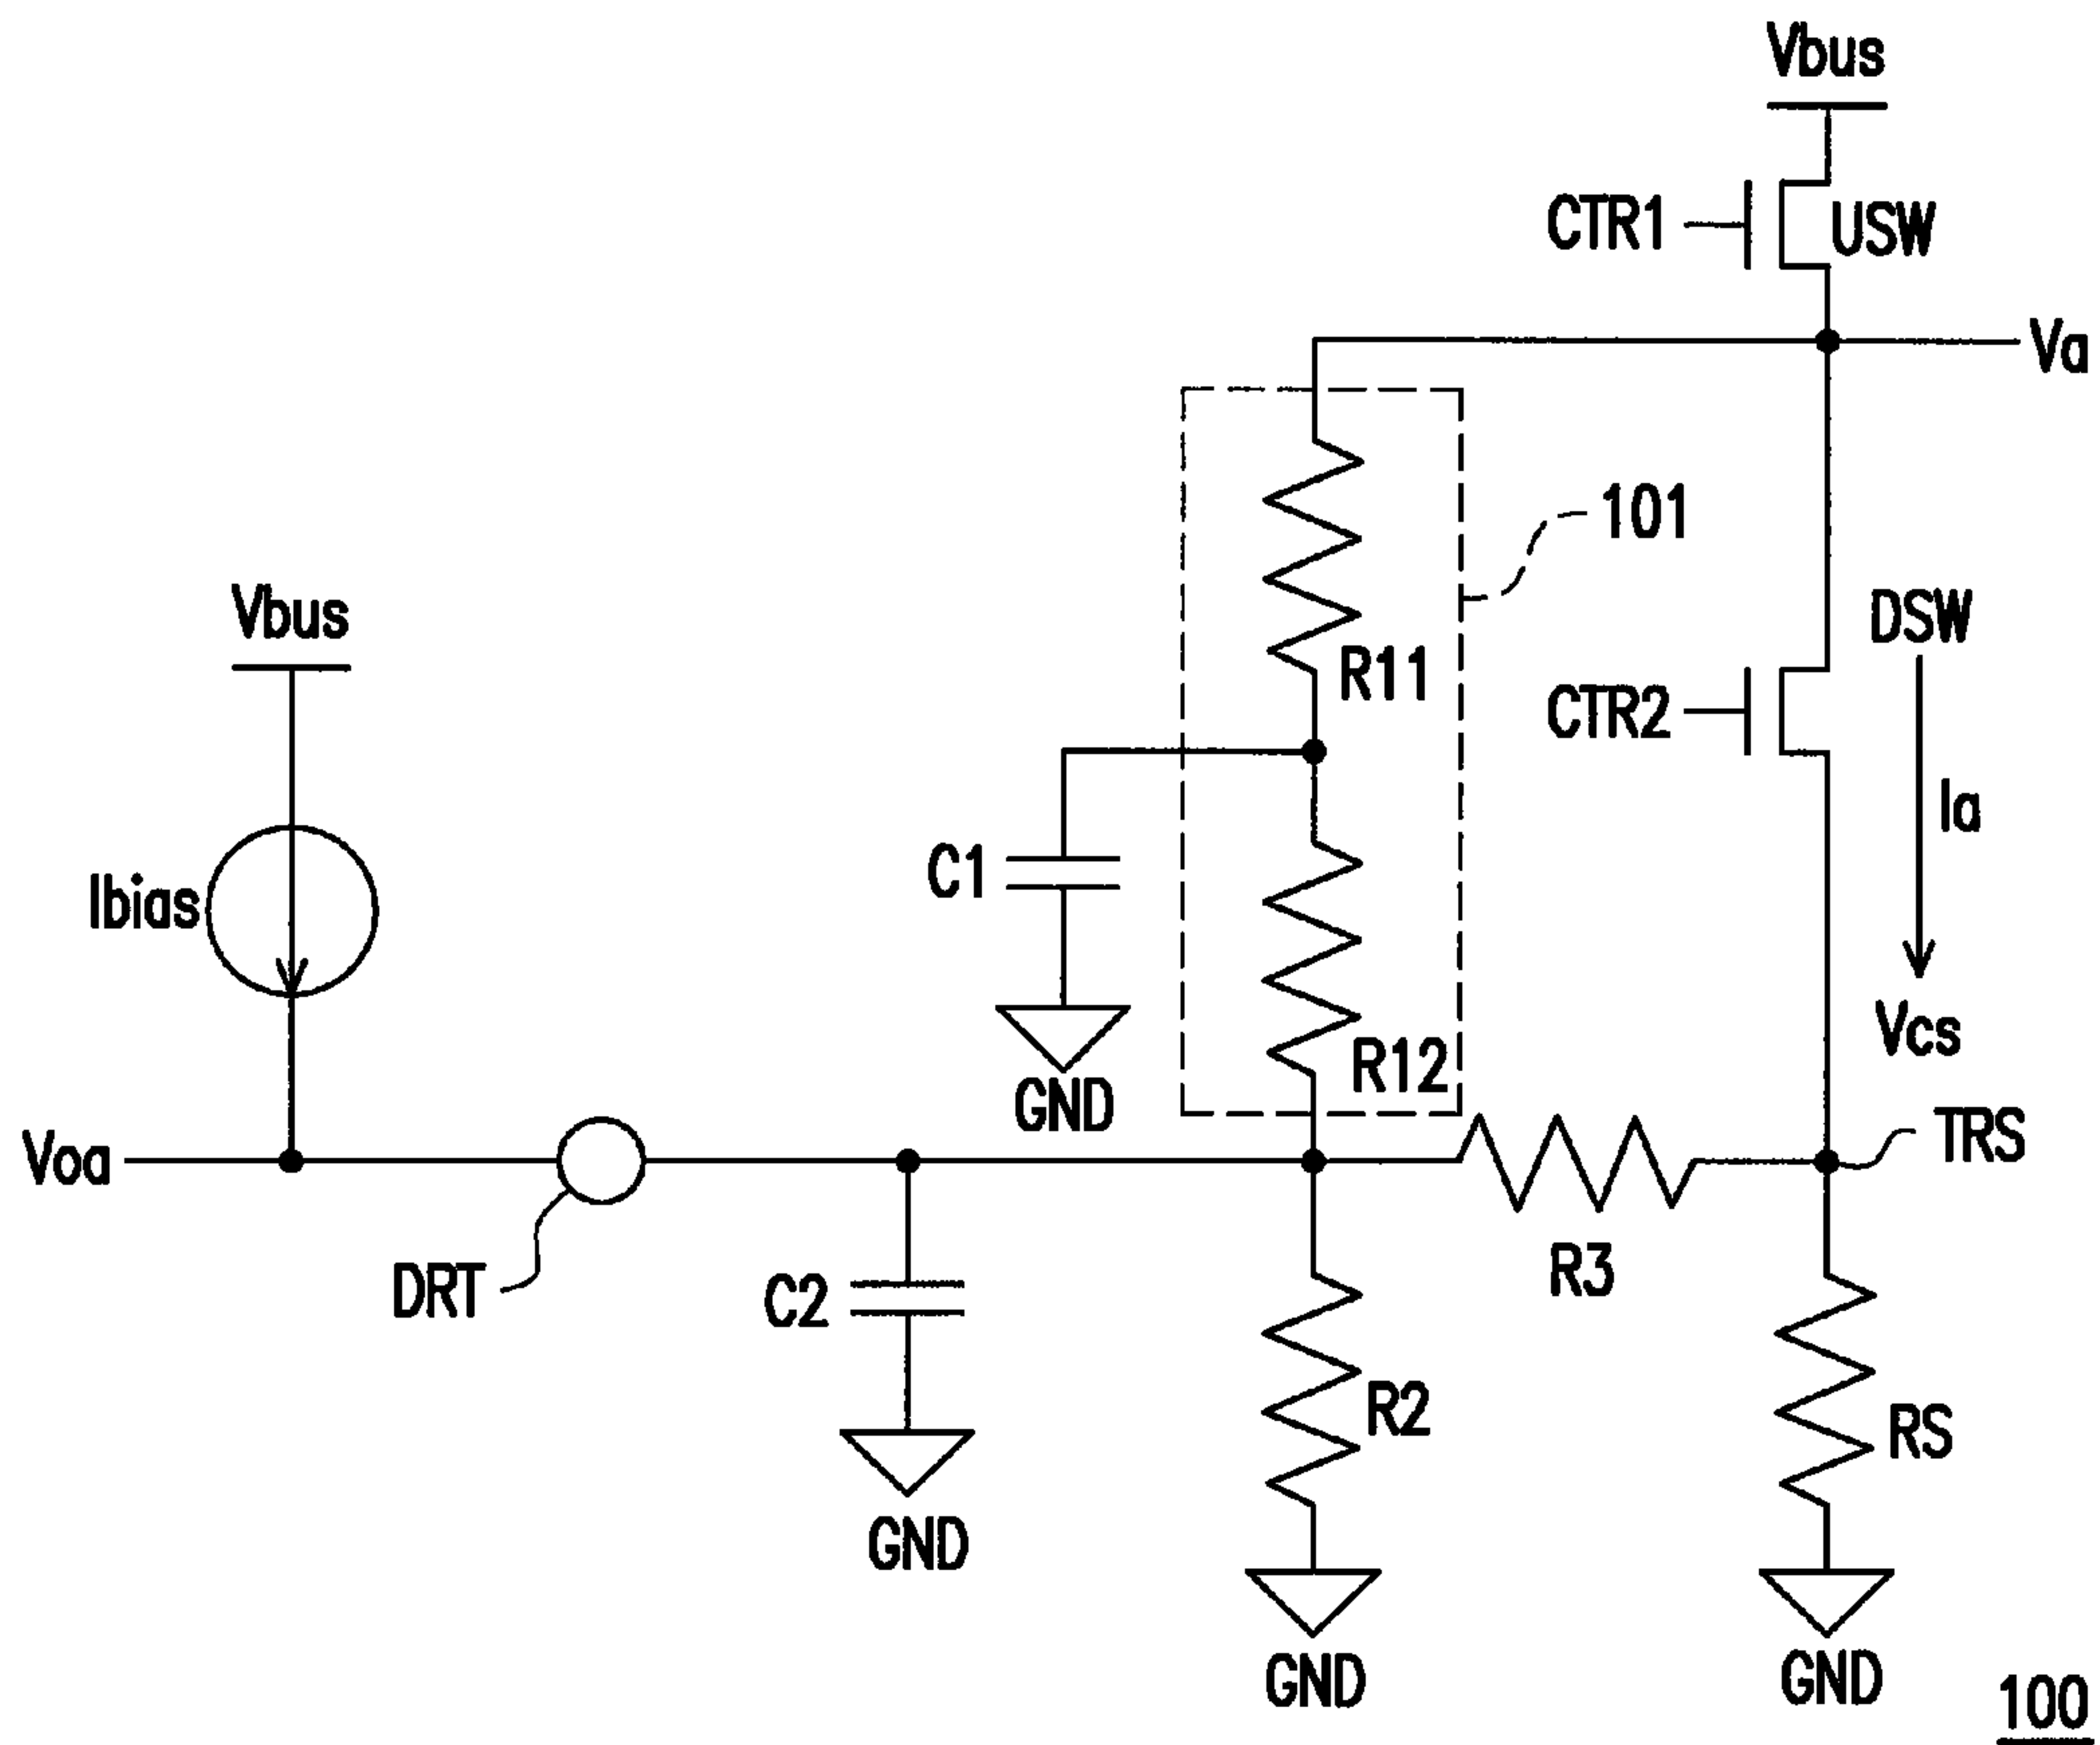 Vbus
CTR1
USW
Va
101
R11
Vbus
DSW
CTR2
Ia
C1
Ibias
Vcs
R12
GND
TRS
Voa
DRT
C2
R3
R2
RS
GND
GND
GND
100